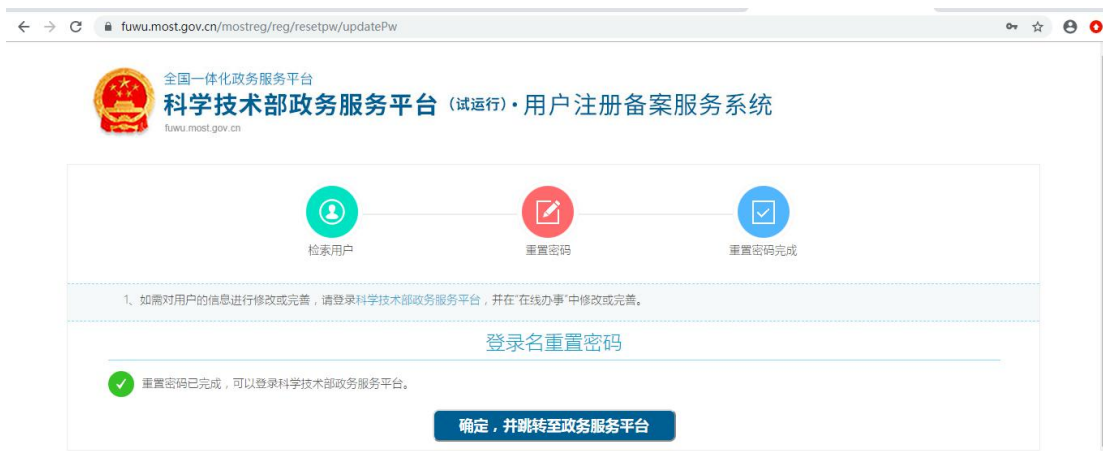 fuwu.most.gov.cn/mostreg/reg/resetpw/updatePw
全国一体化政务服务平台
科学技术部政务服务平台（试运行）·用户注册备案服务系统
fuwu.most.gov.cn
检索用户
重置密码
重置密码完成
1、如需对用户的信息进行修改或完善，请登录科学技术部政务服务平台，并在“在线办事”中修改或完善。
登录名重置密码
重置密码已完成，可以登录科学技术部政务服务平台。
确定，并跳转至政务服务平台